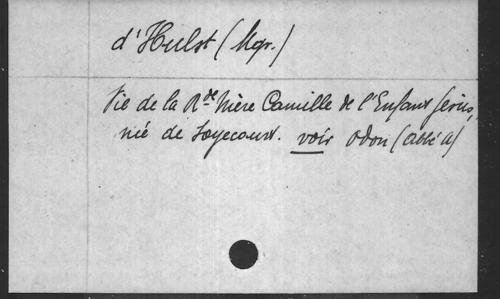 d'Hulst (Mgr.)
Vie de la Rde Mère Camille de l'Enfant Jésus,
née de Soyecourt. voir Odon (abbé A)